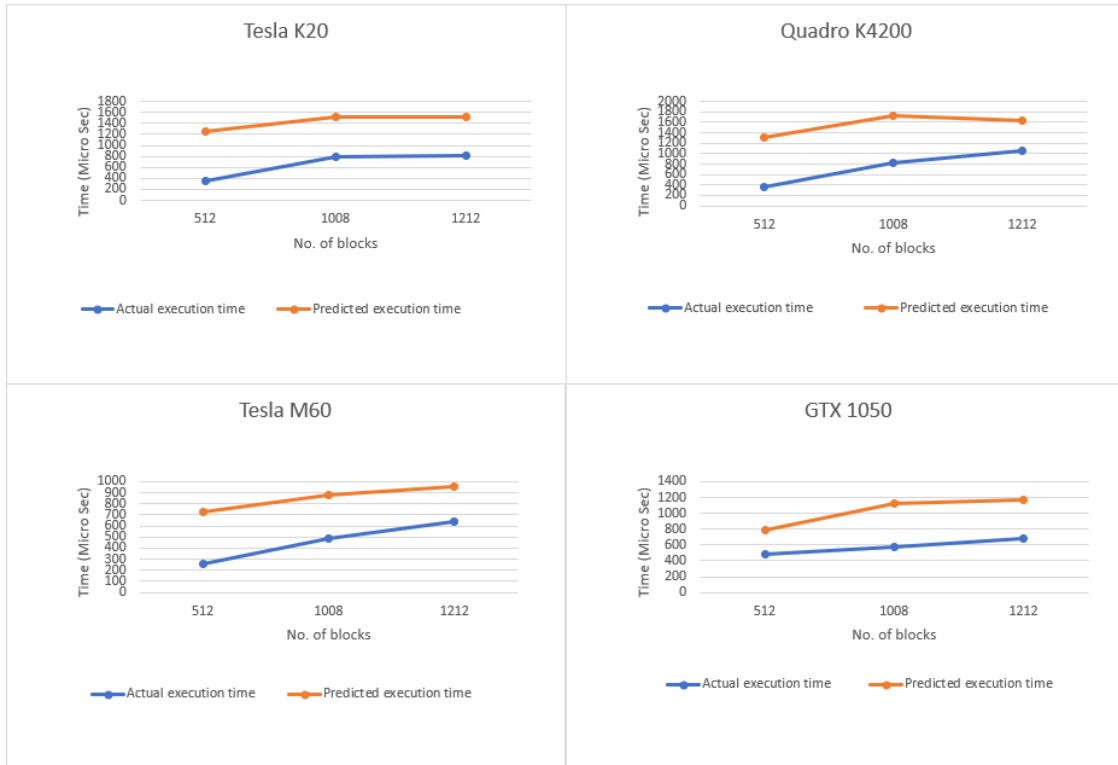 Tesla K20
Time (Micro Sec)
1800
1600
1400
1200
1000
800
600
400
200
0
512 1008 1212
No. of blocks
Actual execution time Predicted execution time
Quadro K4200
Time (Micro Sec)
2000
1800
1600
1400
1200
1000
800
600
400
200
0
512 1008 1212
No. of blocks
Actual execution time Predicted execution time
Tesla M60
Time (Micro Sec)
1000
900
800
700
600
500
400
300
200
100
0
512 1008 1212
No. of blocks
Actual execution time Predicted execution time
GTX 1050
Time (Micro Sec)
1400
1200
1000
800
600
400
200
0
512 1008 1212
No. of blocks
Actual execution time Predicted execution time